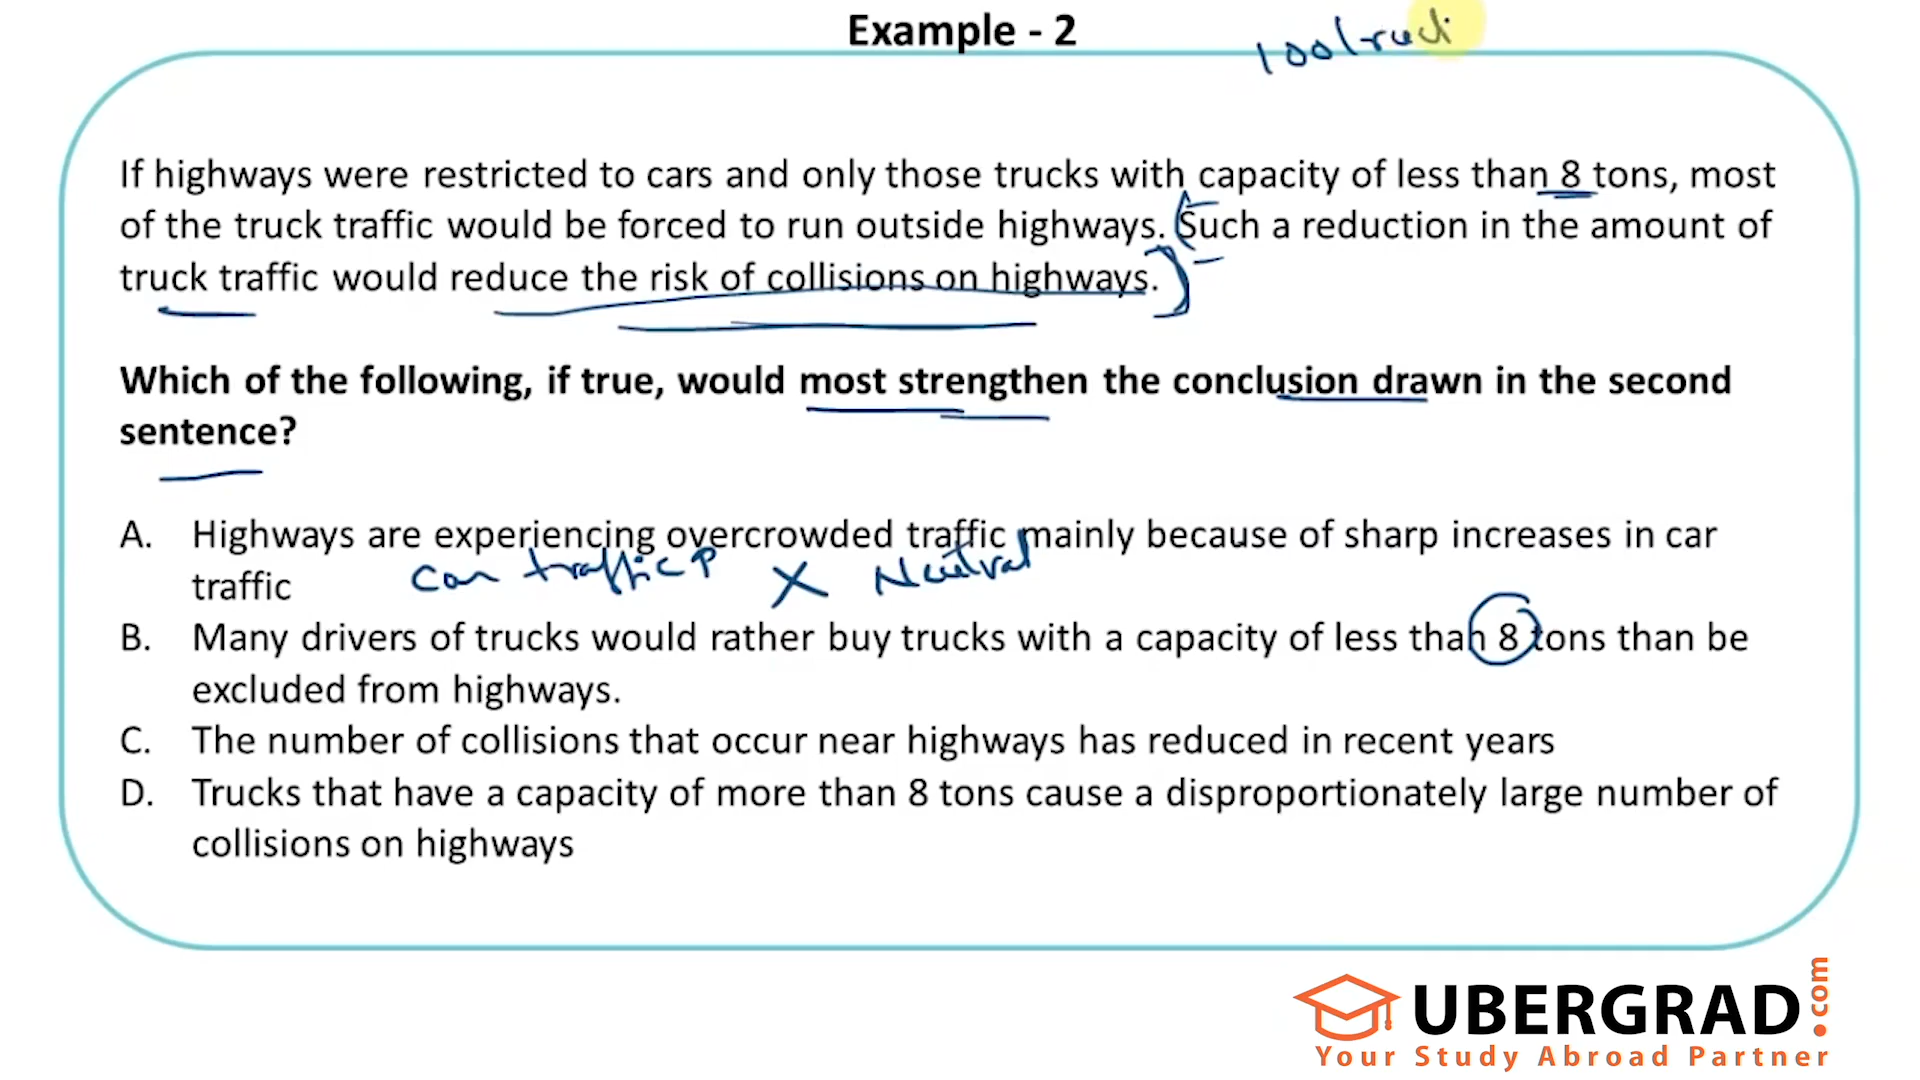 Example - 2
100 truck
If highways were restricted to cars and only those trucks with capacity of less than 8 tons, most
of the truck traffic would be forced to run outside highways. Such a reduction in the amount of
truck traffic would reduce the risk of collisions on highways.
Which of the following, if true, would most strengthen the conclusion drawn in the second
sentence?
A. Highways are experiencing overcrowded traffic mainly because of sharp increases in car
traffic
car traffic ↑ X Neutral
B. Many drivers of trucks would rather buy trucks with a capacity of less than 8 tons than be
excluded from highways.
C. The number of collisions that occur near highways has reduced in recent years
D. Trucks that have a capacity of more than 8 tons cause a disproportionately large number of
collisions on highways
UBERGRAD.com
Your Study Abroad Partner